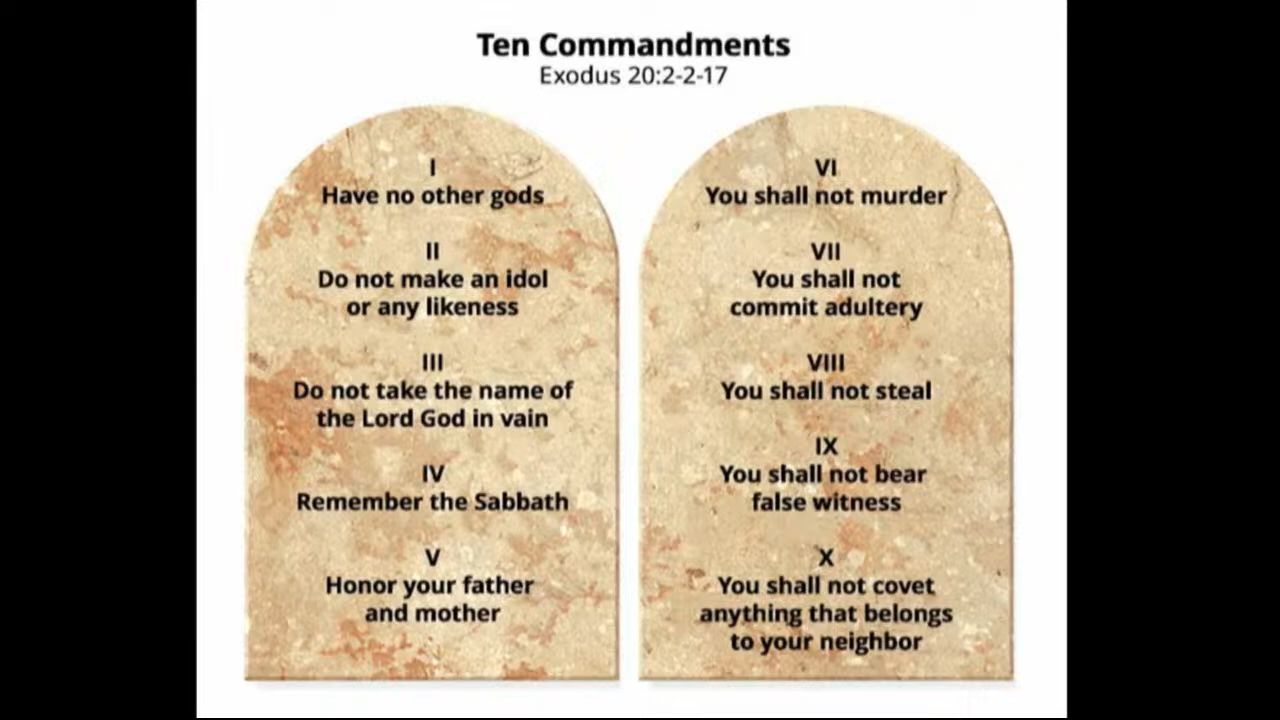 Ten Commandments
Exodus 20:2-2-17
I
Have no other gods
II
Do not make an idol
or any likeness
III
Do not take the name of
the Lord God in vain
IV
Remember the Sabbath
V
Honor your father
and mother
VI
You shall not murder
VII
You shall not
commit adultery
VIII
You shall not steal
IX
You shall not bear
false witness
X
You shall not covet
anything that belongs
to your neighbor